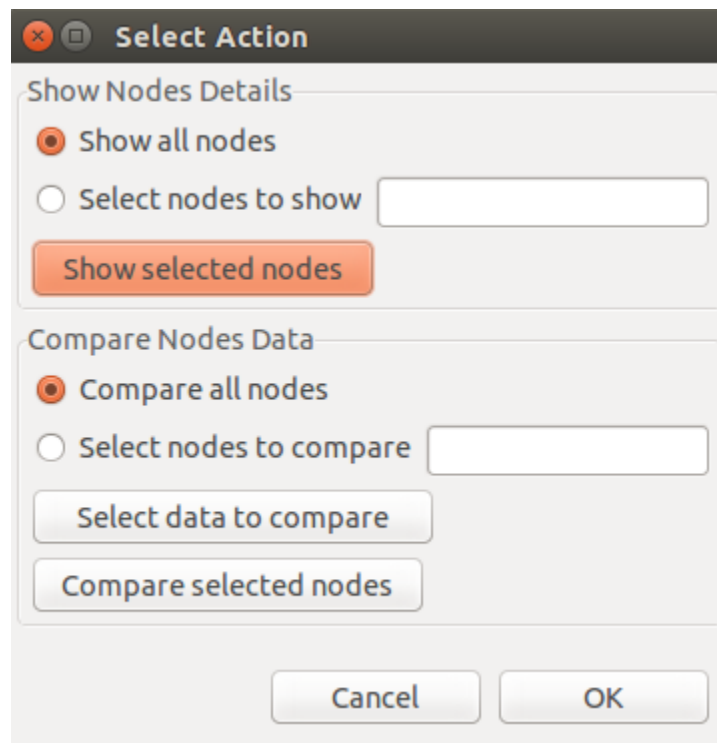 Select Action
Show Nodes Details
Show all nodes
Select nodes to show
Show selected nodes
Compare Nodes Data
Compare all nodes
Select nodes to compare
Select data to compare
Compare selected nodes
Cancel OK